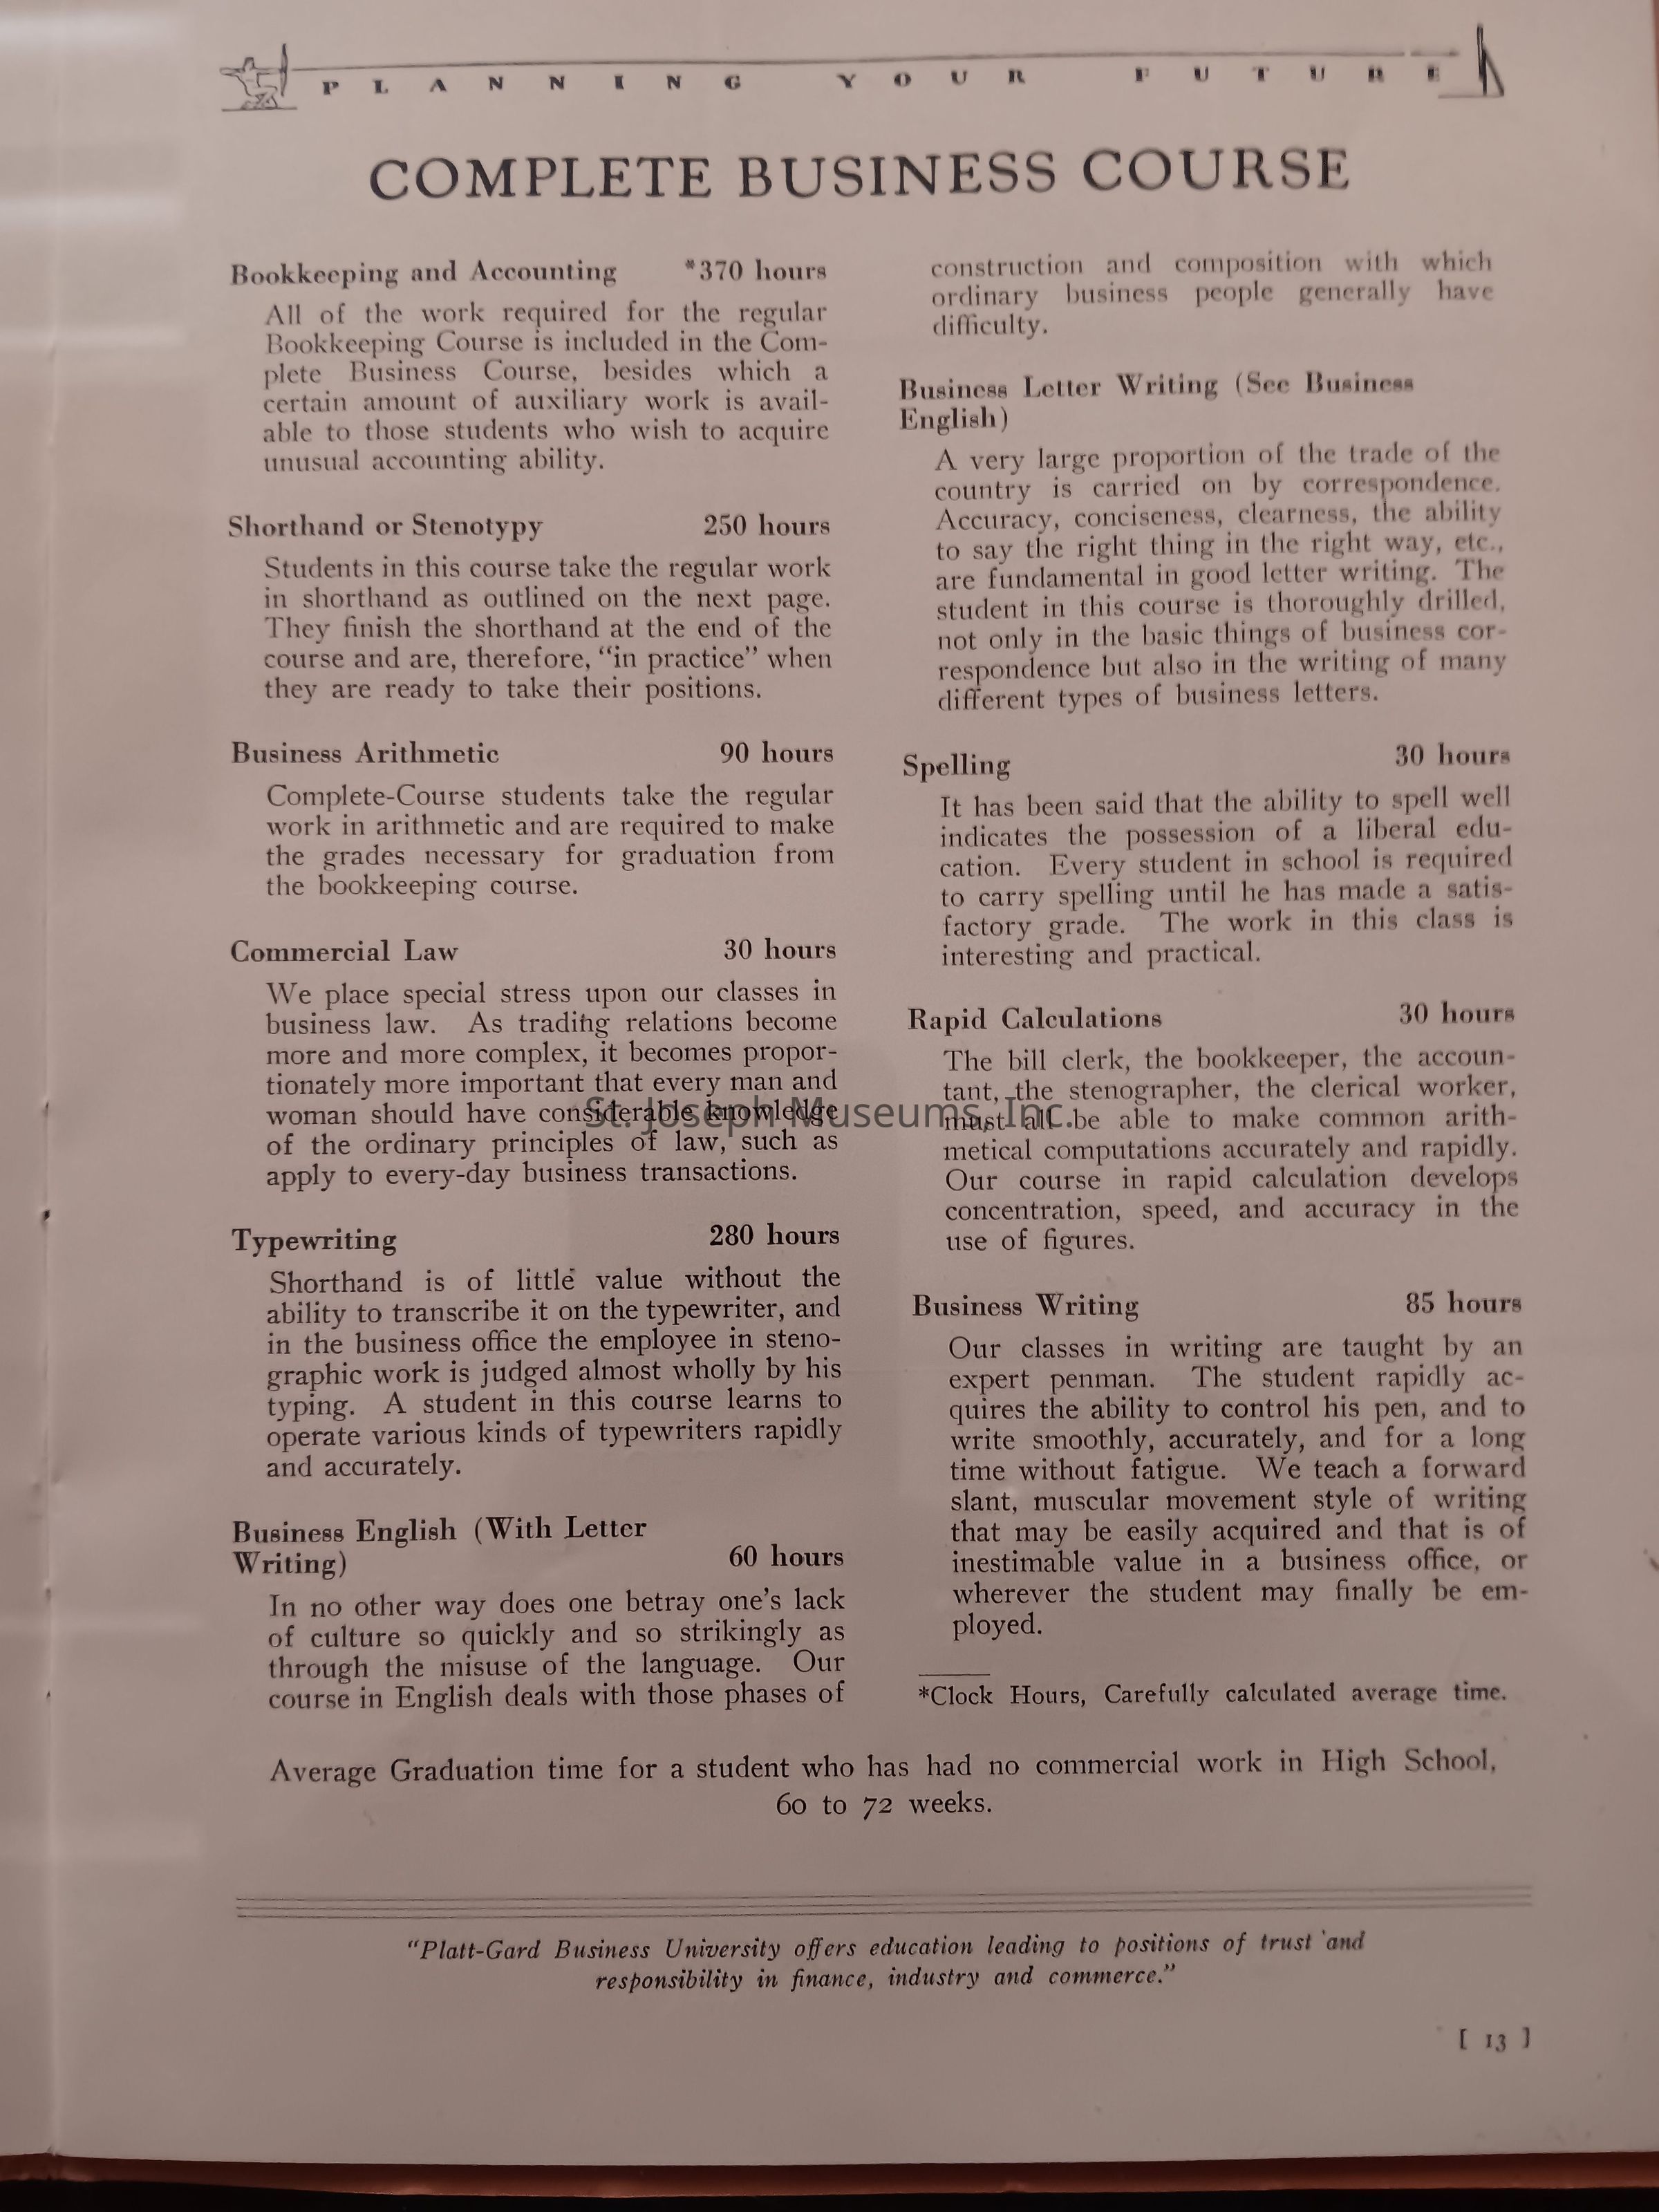 PLANNING YOUR FUTURE
COMPLETE BUSINESS COURSE
Bookkeeping and Accounting *370 hours
All of the work required for the regular
Bookkeeping Course is included in the Com-
plete Business Course, besides which a
certain amount of auxiliary work is avail-
able to those students who wish to acquire
unusual accounting ability.
Shorthand or Stenotypy 250 hours
Students in this course take the regular work
in shorthand as outlined on the next page.
They finish the shorthand at the end of the
course and are, therefore, “in practice” when
they are ready to take their positions.
Business Arithmetic 90 hours
Complete-Course students take the regular
work in arithmetic and are required to make
the grades necessary for graduation from
the bookkeeping course.
Commercial Law 30 hours
We place special stress upon our classes in
business law. As trading relations become
more and more complex, it becomes propor-
tionately more important that every man and
woman should have considerable knowledge
of the ordinary principles of law, such as
apply to every-day business transactions.
Typewriting 280 hours
Shorthand is of little value without the
ability to transcribe it on the typewriter, and
in the business office the employee in steno-
graphic work is judged almost wholly by his
typing. A student in this course learns to
operate various kinds of typewriters rapidly
and accurately.
Business English (With Letter
Writing) 60 hours
In no other way does one betray one’s lack
of culture so quickly and so strikingly as
through the misuse of the language. Our
course in English deals with those phases of
construction and composition with which
ordinary business people generally have
difficulty.
Business Letter Writing (See Business
English)
A very large proportion of the trade of the
country is carried on by correspondence.
Accuracy, conciseness, clearness, the ability
to say the right thing in the right way, etc.,
are fundamental in good letter writing. The
student in this course is thoroughly drilled,
not only in the basic things of business cor-
respondence but also in the writing of many
different types of business letters.
Spelling 30 hours
It has been said that the ability to spell well
indicates the possession of a liberal edu-
cation. Every student in school is required
to carry spelling until he has made a satis-
factory grade. The work in this class is
interesting and practical.
Rapid Calculations 30 hours
The bill clerk, the bookkeeper, the accoun-
tant, the stenographer, the clerical worker,
must all be able to make common arith-
metical computations accurately and rapidly.
Our course in rapid calculation develops
concentration, speed, and accuracy in the
use of figures.
Business Writing 85 hours
Our classes in writing are taught by an
expert penman. The student rapidly ac-
quires the ability to control his pen, and to
write smoothly, accurately, and for a long
time without fatigue. We teach a forward
slant, muscular movement style of writing
that may be easily acquired and that is of
inestimable value in a business office, or
wherever the student may finally be em-
ployed.
*Clock Hours, Carefully calculated average time.
Average Graduation time for a student who has had no commercial work in High School,
60 to 72 weeks.
“Platt-Gard Business University offers education leading to positions of trust and
responsibility in finance, industry and commerce.”
[ 13 ]
St. Joseph Museums, Inc.